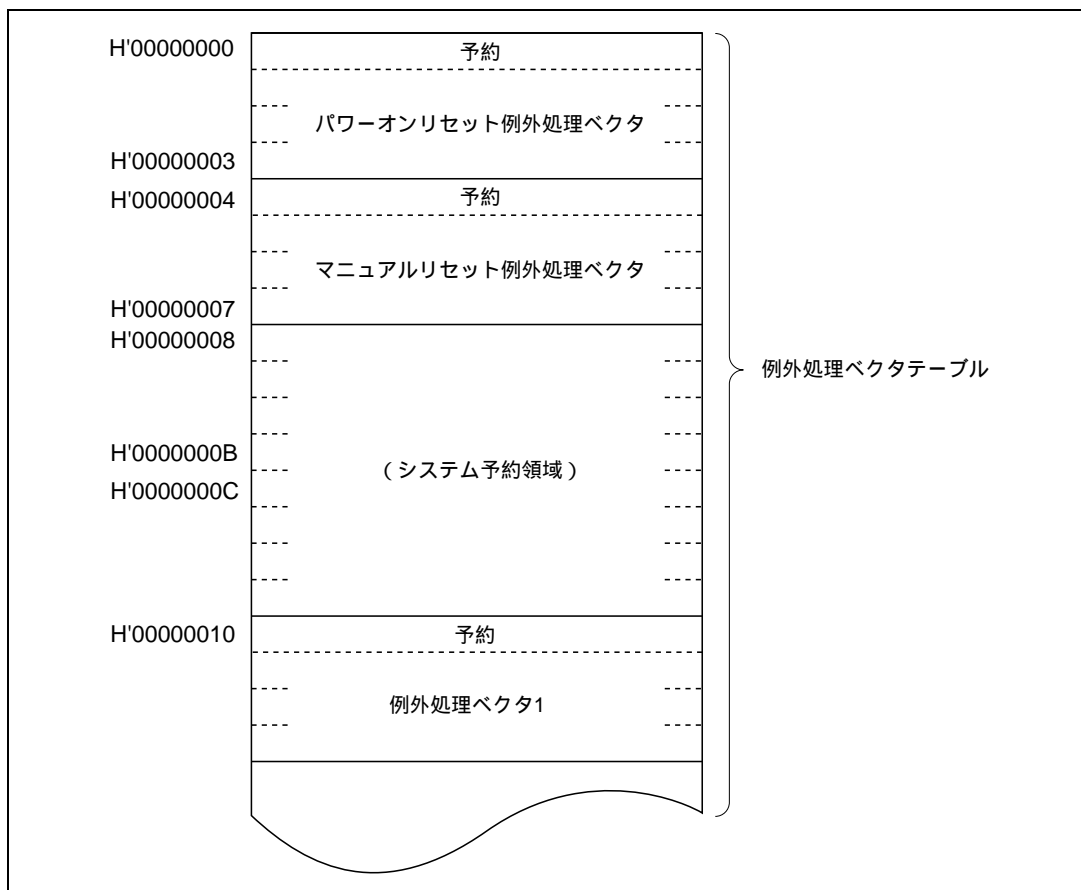 H'00000000
予約
パワーオンリセット例外処理ベクタ
H'00000003
H'00000004
予約
マニュアルリセット例外処理ベクタ
H'00000007
H'00000008
例外処理ベクタテーブル
H'0000000B
（システム予約領域）
H'0000000C
H'00000010
予約
例外処理ベクタ1